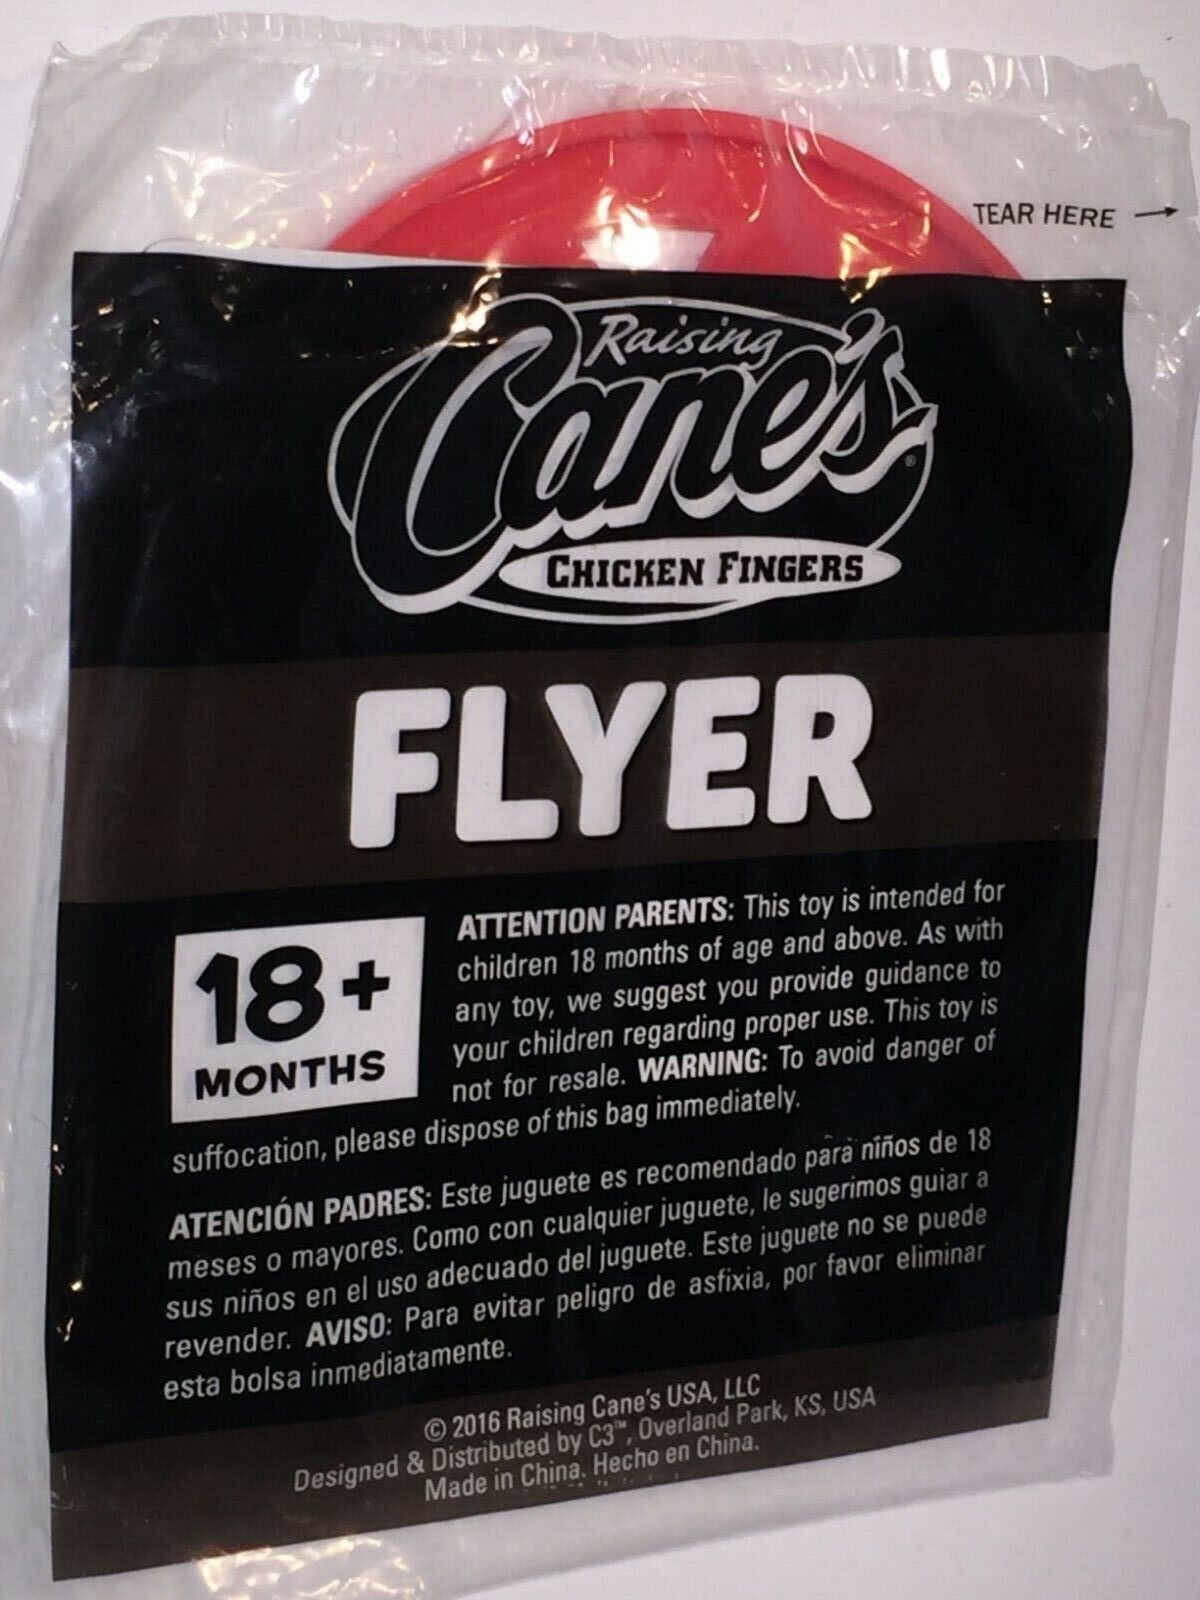 TEAR HERE →
Raising
Cane's®
CHICKEN FINGERS
FLYER
18+
MONTHS
ATTENTION PARENTS: This toy is intended for
children 18 months of age and above. As with
any toy, we suggest you provide guidance to
your children regarding proper use. This toy is
not for resale. WARNING: To avoid danger of
suffocation, please dispose of this bag immediately.
ATENCIÓN PADRES: Este juguete es recomendado para niños de 18
meses o mayores. Como con cualquier juguete, le sugerimos guiar a
sus niños en el uso adecuado del juguete. Este juguete no se puede
revender. AVISO: Para evitar peligro de asfixia, por favor eliminar
esta bolsa inmediatamente.
© 2016 Raising Cane's USA, LLC
Designed & Distributed by C3™, Overland Park, KS, USA
Made in China. Hecho en China.